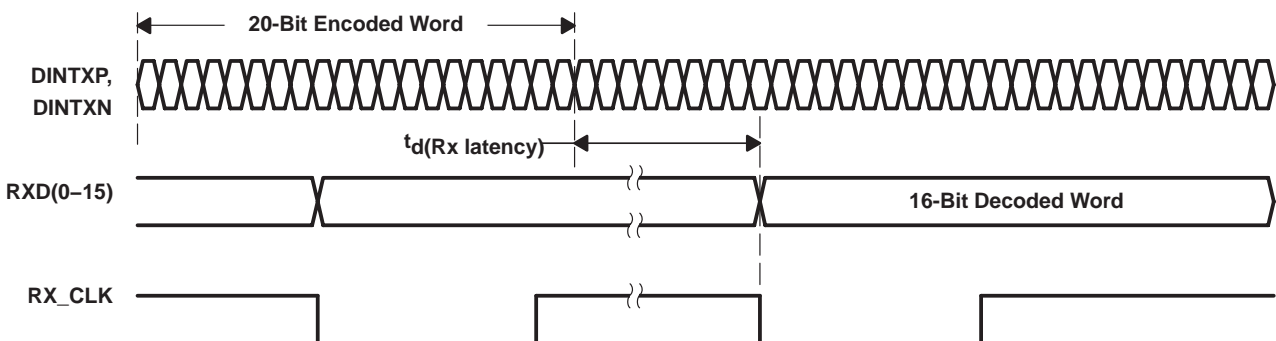 20-Bit Encoded Word
DINTXP,
DINTXN
td(Rx latency)
RXD(0–15)
16-Bit Decoded Word
RX_CLK